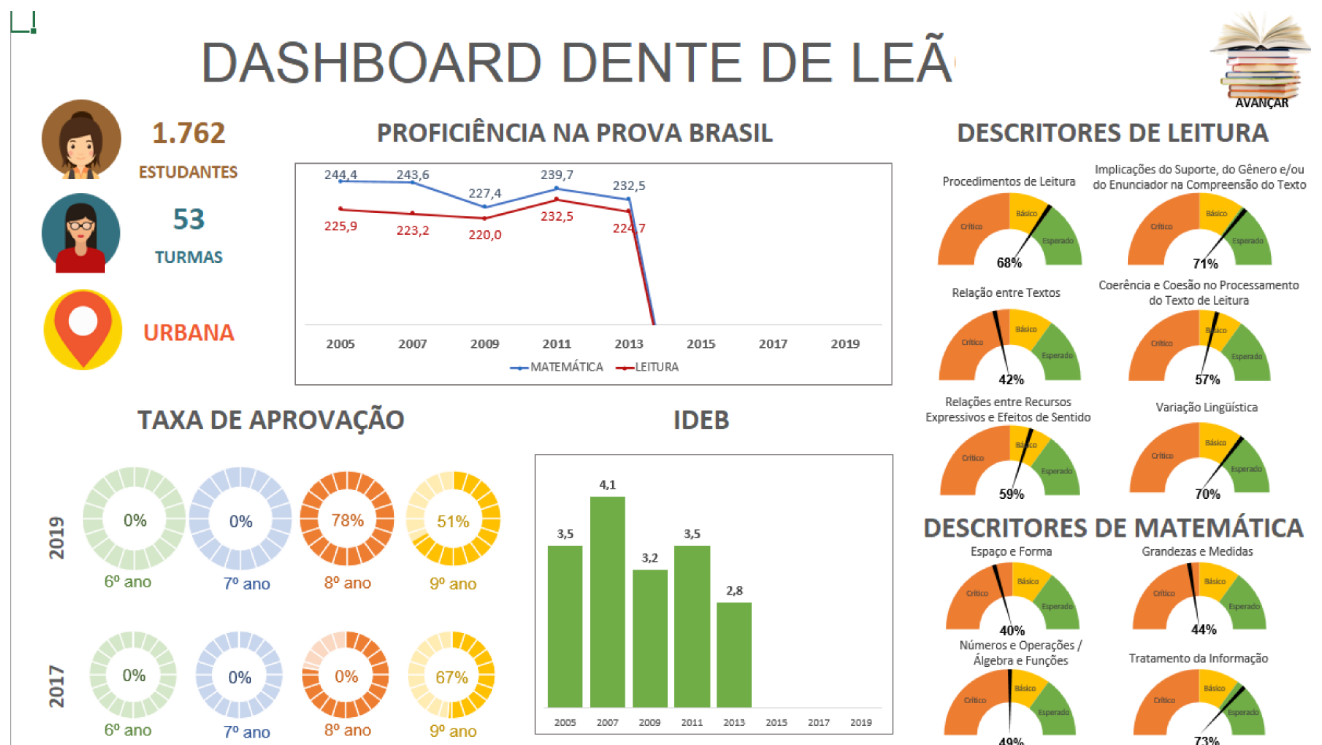 DASHBOARD DENTE DE LEÃ
AVANÇAR
1.762
ESTUDANTES
53
TURMAS
URBANA
PROFICIÊNCIA NA PROVA BRASIL
244,4
243,6
227,4
239,7
232,5
225,9
223,2
220,0
232,5
224,7
2005 2007 2009 2011 2013 2015 2017 2019
MATEMÁTICA LEITURA
TAXA DE APROVAÇÃO
2019
0%
0%
78%
51%
6º ano
7º ano
8º ano
9º ano
2017
0%
0%
0%
67%
6º ano
7º ano
8º ano
9º ano
IDEB
3,5
4,1
3,2
3,5
2,8
2005 2007 2009 2011 2013 2015 2017 2019
DESCRITORES DE LEITURA
Procedimentos de Leitura
Crítico
Básico
Esperado
68%
Implicações do Suporte, do Gênero e/ou
do Enunciador na Compreensão do Texto
Crítico
Básico
Esperado
71%
Relação entre Textos
Crítico
Básico
Esperado
42%
Coerência e Coesão no Processamento
do Texto de Leitura
Crítico
Básico
Esperado
57%
Relações entre Recursos
Expressivos e Efeitos de Sentido
Crítico
Básico
Esperado
59%
Variação Lingüística
Crítico
Básico
Esperado
70%
DESCRITORES DE MATEMÁTICA
Espaço e Forma
Crítico
Básico
Esperado
40%
Grandezas e Medidas
Crítico
Básico
Esperado
44%
Números e Operações /
Álgebra e Funções
Crítico
Básico
Esperado
49%
Tratamento da Informação
Crítico
Básico
Esperado
73%